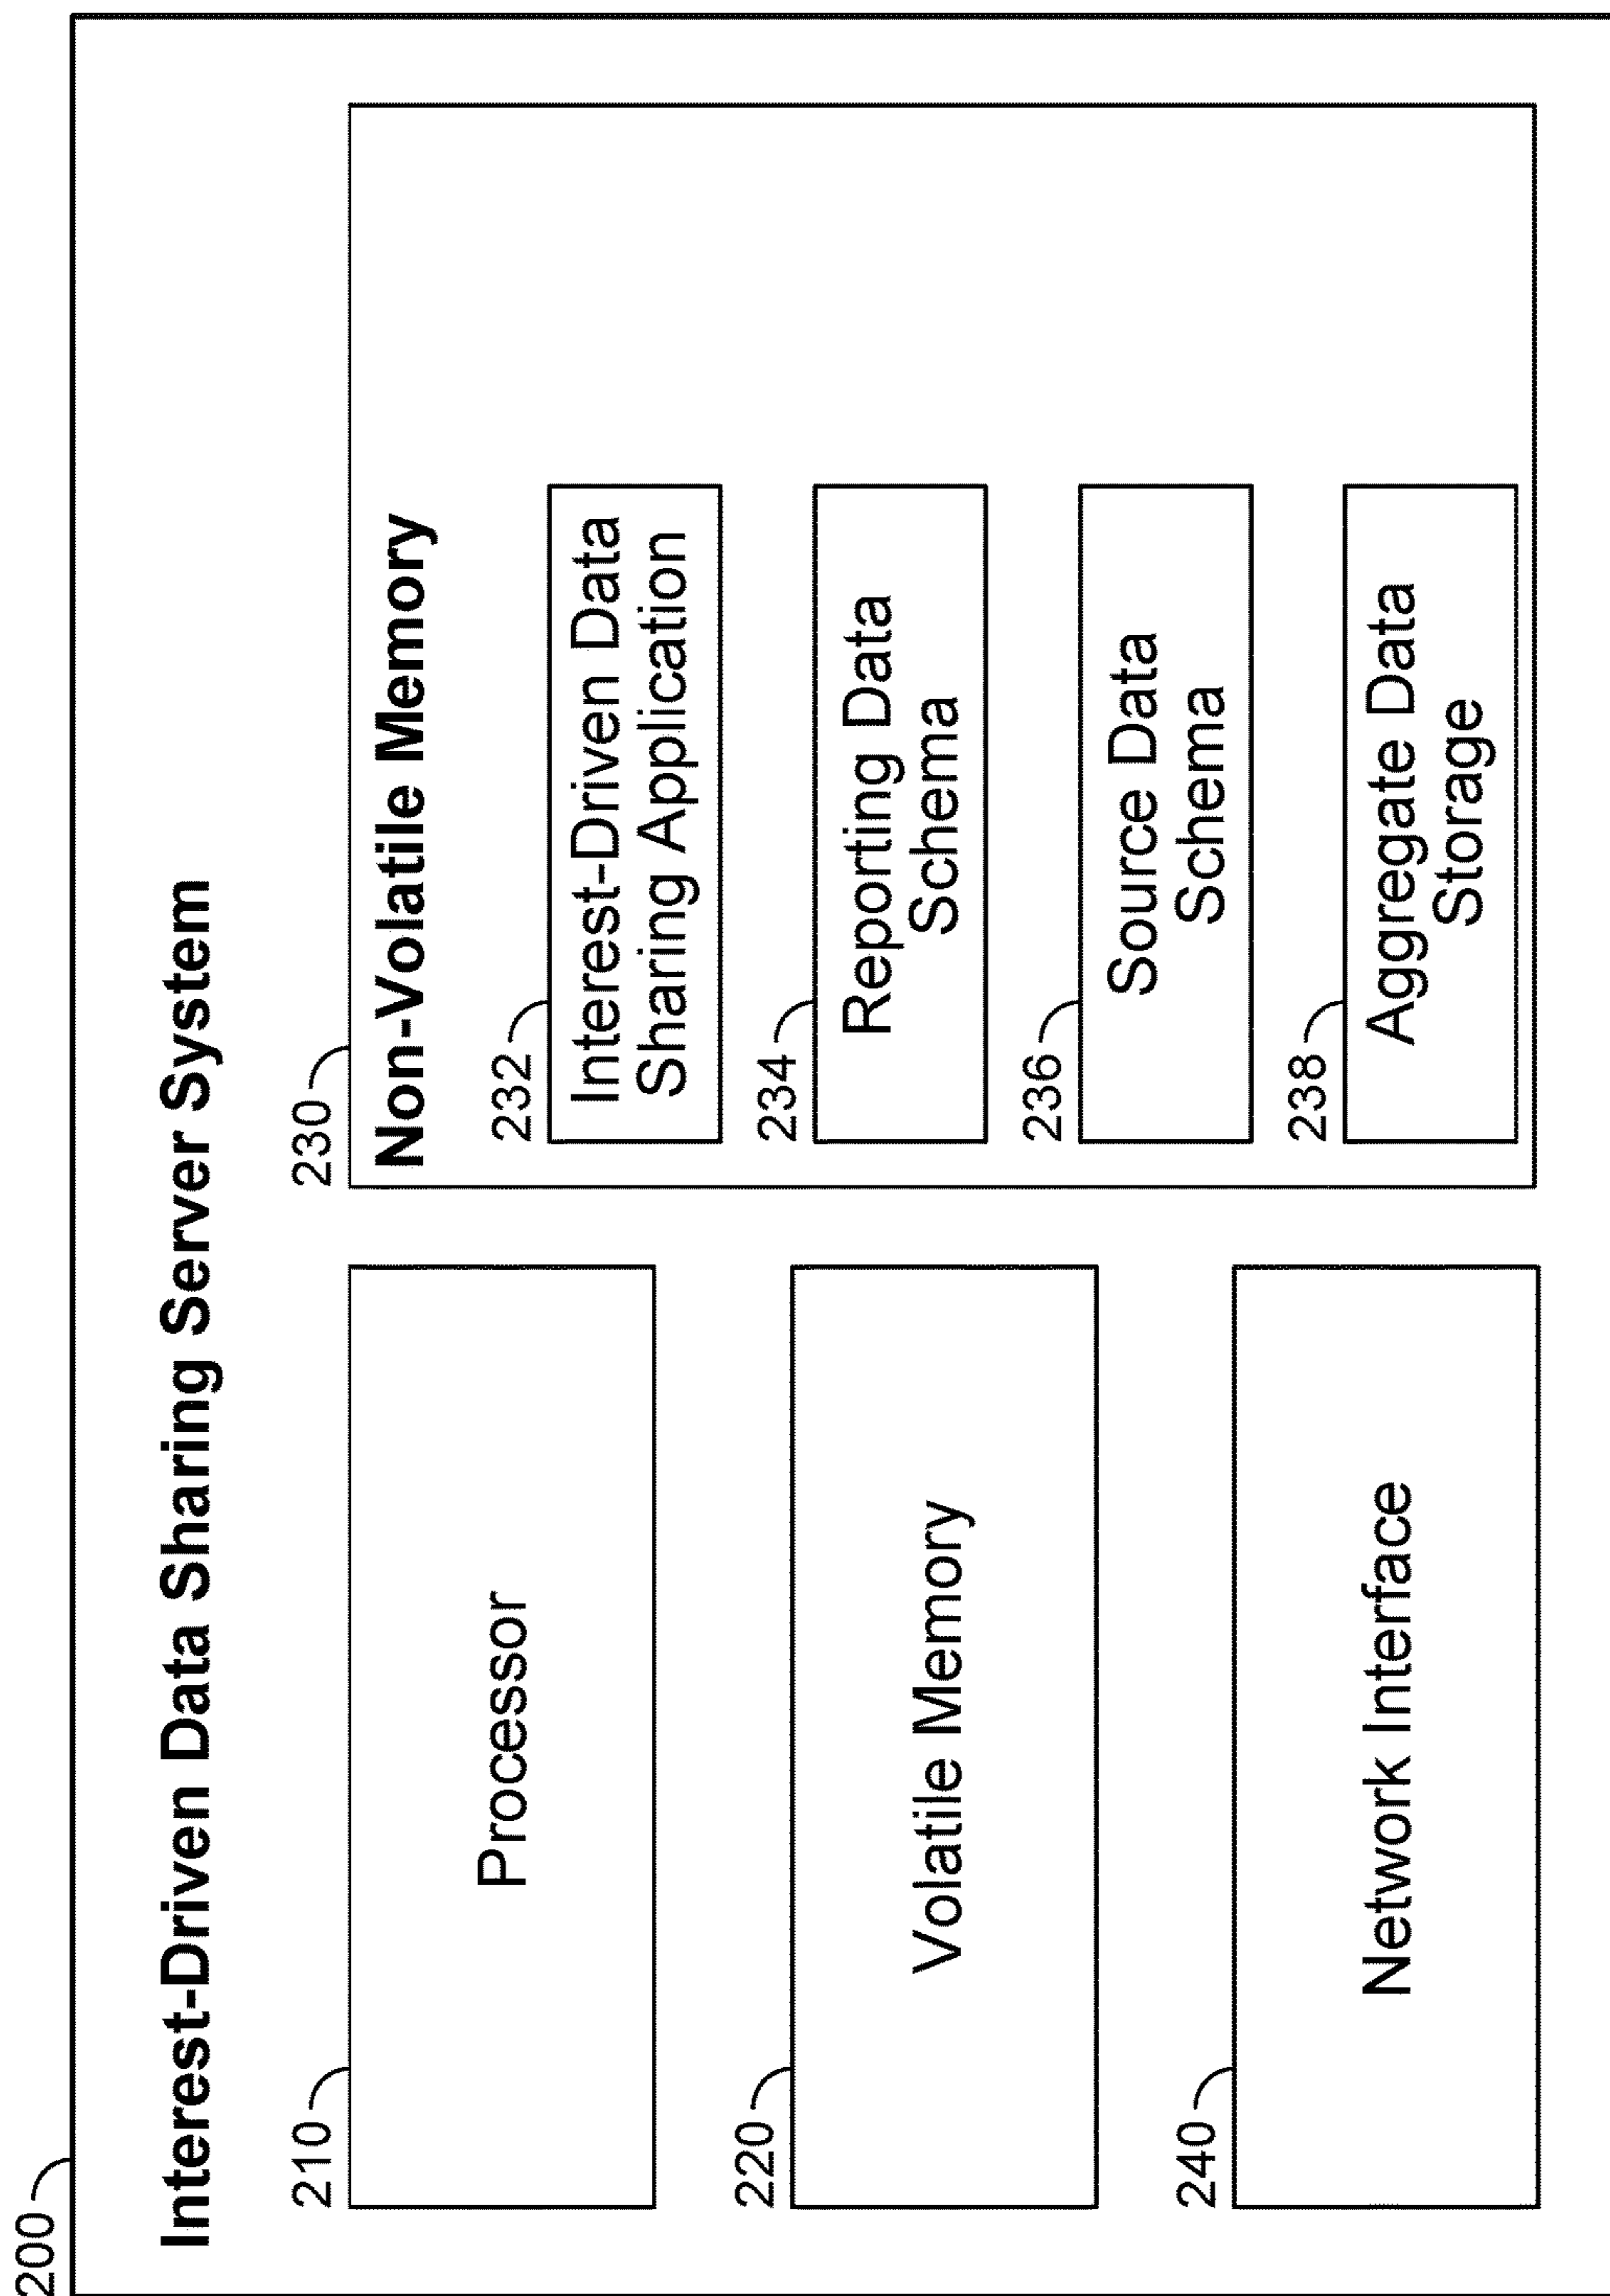 200
Interest-Driven Data Sharing Server System
210
Processor
220
Volatile Memory
240
Network Interface
230
Non-Volatile Memory
232
Interest-Driven Data
Sharing Application
234
Reporting Data
Schema
236
Source Data
Schema
238
Aggregate Data
Storage